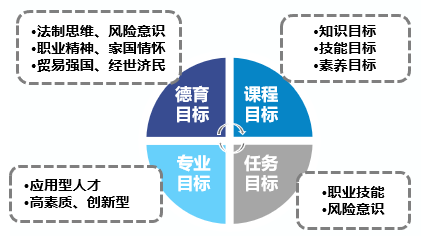 •法制思维、风险意识
•职业精神、家国情怀
•贸易强国、经世济民
•知识目标
•技能目标
•素养目标
德育
目标
课程
目标
专业
目标
任务
目标
•应用型人才
•高素质、创新型
•职业技能
•风险意识